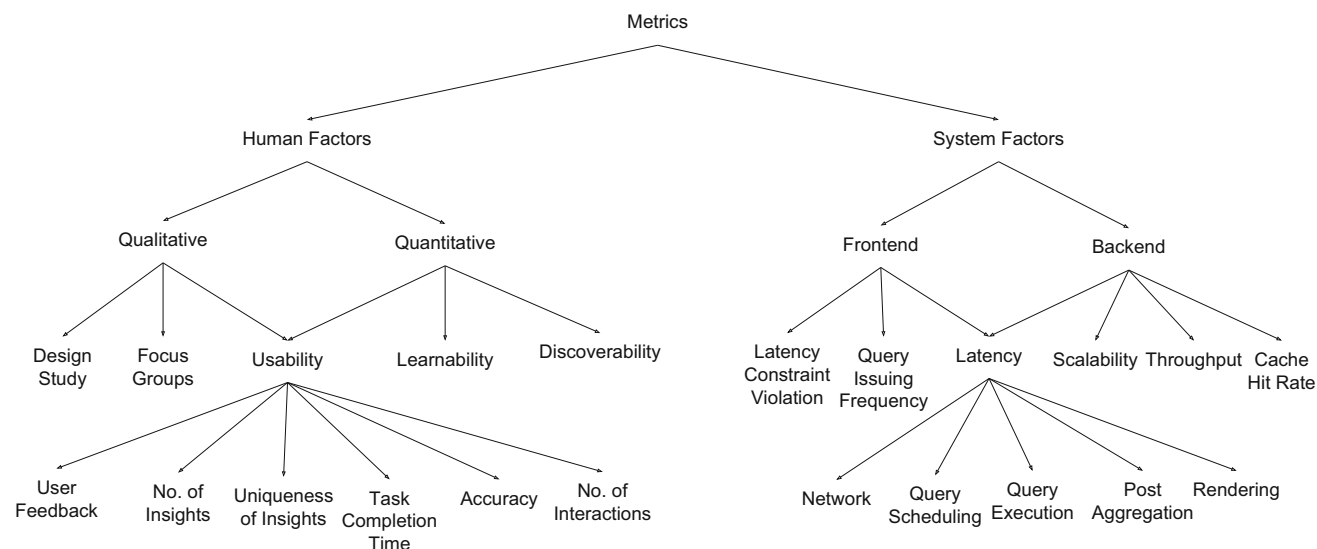 Metrics
Human Factors
System Factors
Qualitative
Quantitative
Frontend
Backend
Design
Study
Focus
Groups
Usability
Learnability
Discoverability
Latency
Constraint
Violation
Query
Issuing
Frequency
Latency
Scalability
Throughput
Cache
Hit Rate
User
Feedback
No. of
Insights
Uniqueness
of Insights
Task
Completion
Time
Accuracy
No. of
Interactions
Network
Query
Scheduling
Query
Execution
Post
Aggregation
Rendering